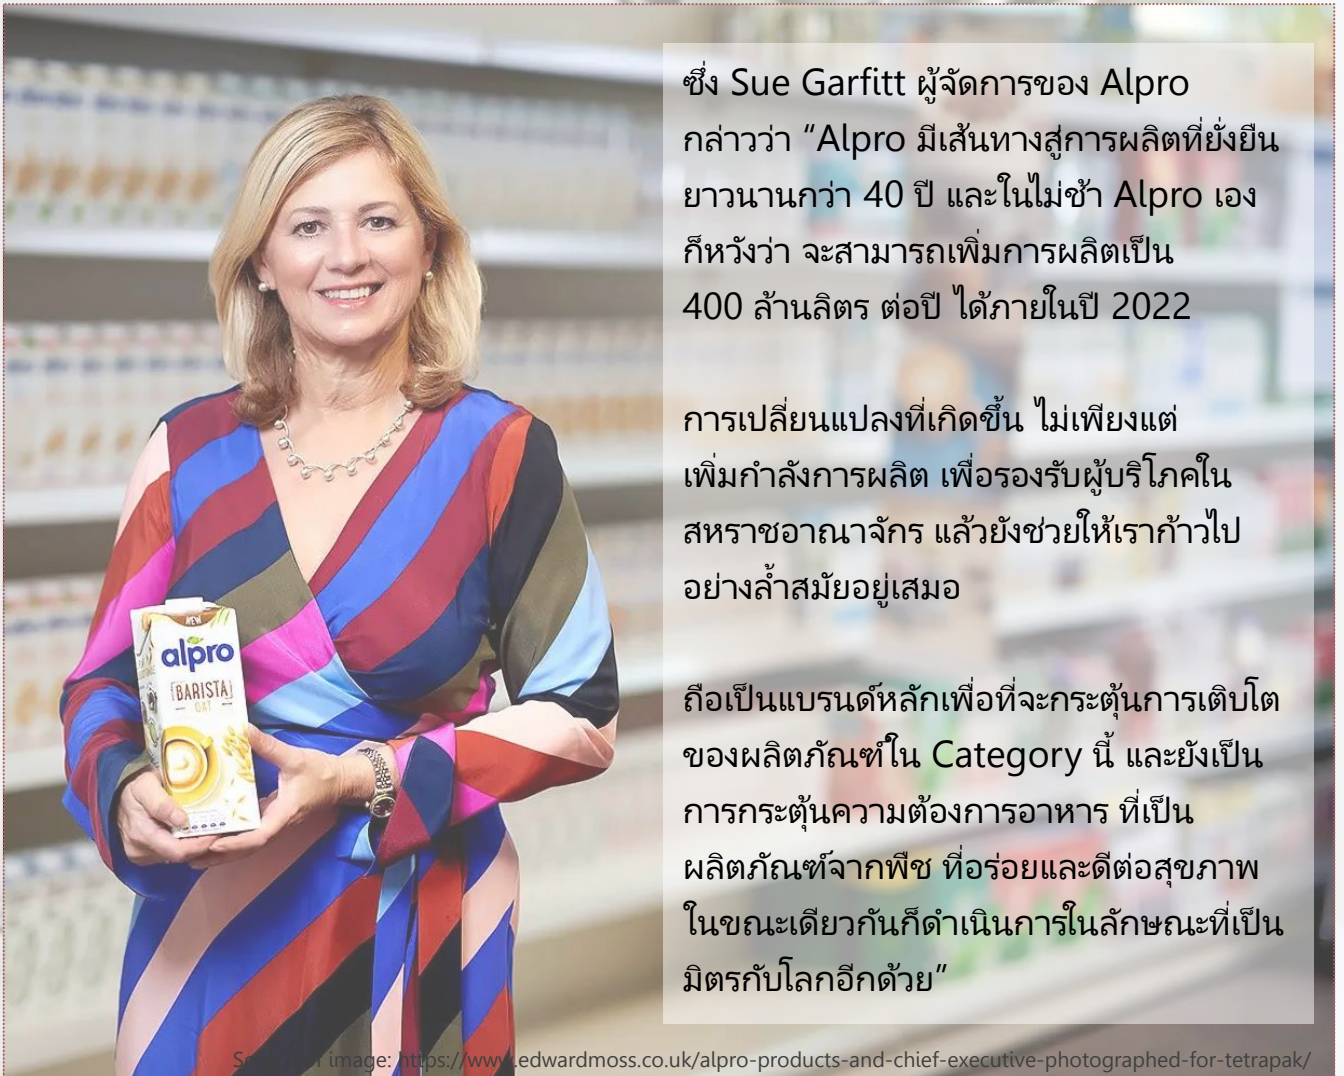 ซึ่ง Sue Garfitt ผู้จัดการของ Alpro
กล่าวว่า “Alpro มีเส้นทางสู่การผลิตที่ยั่งยืน
ยาวนานกว่า 40 ปี และในไม่ช้า Alpro เอง
ก็หวังว่า จะสามารถเพิ่มการผลิตเป็น
400 ล้านลิตร ต่อปี ได้ภายในปี 2022
การเปลี่ยนแปลงที่เกิดขึ้น ไม่เพียงแต่
เพิ่มกำลังการผลิต เพื่อรองรับผู้บริโภคใน
สหราชอาณาจักร แล้วยังช่วยให้เราก้าวไป
อย่างล้ำสมัยอยู่เสมอ
ถือเป็นแบรนด์หลักเพื่อที่จะกระตุ้นการเติบโต
ของผลิตภัณฑ์ใน Category นี้ และยังเป็น
การกระตุ้นความต้องการอาหาร ที่เป็น
ผลิตภัณฑ์จากพืช ที่อร่อยและดีต่อสุขภาพ
ในขณะเดียวกันก็ดำเนินการในลักษณะที่เป็น
มิตรกับโลกอีกด้วย”
NEW
alpro
BARISTA
OAT
image: https://www.edwardmoss.co.uk/alpro-products-and-chief-executive-photographed-for-tetrapak/